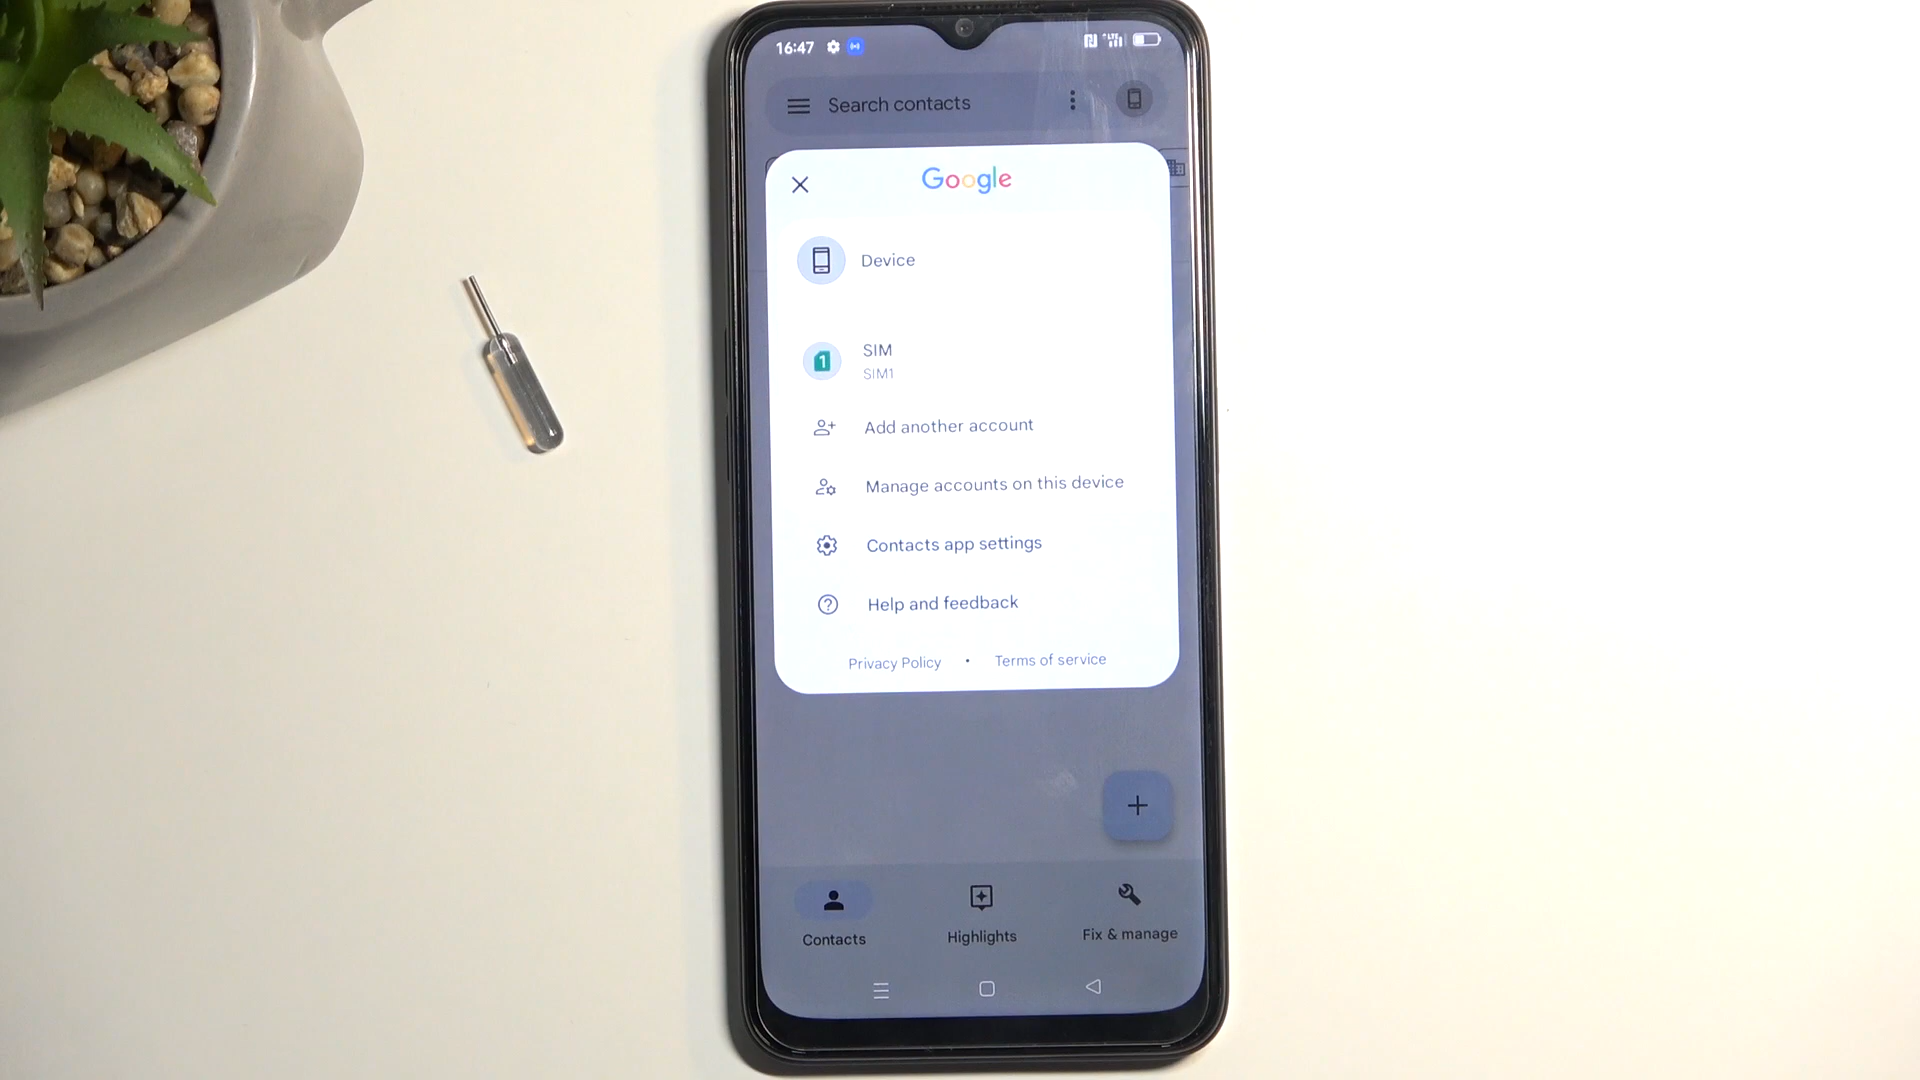 16:47
Search contacts
Google
Device
SIM
1
SIM1
Add another account
Manage accounts on this device
Contacts app settings
Help and feedback
Privacy Policy • Terms of service
Contacts
Highlights
Fix & manage